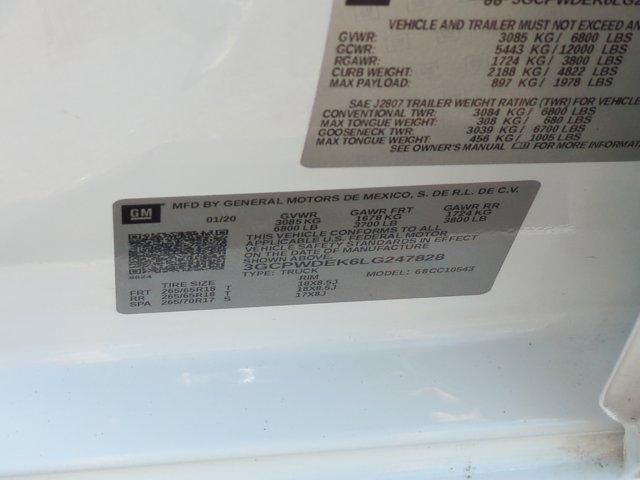 3GCPWDEK6LG2
VEHICLE AND TRAILER MUST NOT EXCEED AN
GVWR: 3085 KG/ 6800 LBS
GCWR: 5443 KG/12000 LBS
RGAWR: 1724 KG / 3800 LBS
CURB WEIGHT: 2188 KG/ 4822 LBS
MAX PAYLOAD: 897 KG/ 1978 LBS
SAE J2807 TRAILER WEIGHT RATING (TWR) FOR VEHICLE
CONVENTIONAL TWR: 3084 KG / 6800 LBS
MAX TONGUE WEIGHT: 308 KG / 680 LBS
GOOSENECK TWR: 3039 KG/ 6700 LBS
MAX TONGUE WEIGHT: 456 KG / 1005 LBS
SEE OWNER'S MANUAL FOR MORE INFORMA
GM MFD BY GENERAL MOTORS DE MEXICO, S. DE R.L. DE C.V.
01/20 GVWR GAWR FRT GAWR RR
3085 KG 1678 KG 1724 KG
6800 LB 3700 LB 3800 LB
THIS VEHICLE CONFORMS TO ALL
APPLICABLE U.S. FEDERAL MOTOR
VEHICLE SAFETY STANDARDS IN EFFECT
ON THE DATE OF MANUFACTURE
SHOWN ABOVE.
3GCPWDEK6LG247828
TYPE: TRUCK MODEL: 68CC10543
8624
TIRE SIZE RIM
FRT 265/65R18 T 18X8.5J
RR 265/65R18 T 18X8.5J
SPA 265/70R17 S 17X8J